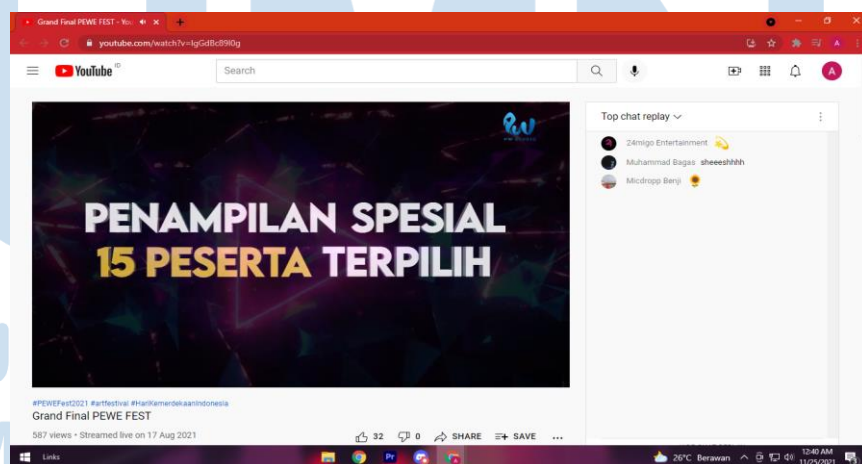 Grand Final PEWE FEST - You
youtube.com/watch?v=IgGdBc89I0g
YouTube ID
Search
A
PENAMPILAN SPESIAL
15 PESERTA TERPILIH
#PEWEFest2021 #artfestival #HariKemerdekaanIndonesia
Grand Final PEWE FEST
587 views • Streamed live on 17 Aug 2021
32 0 SHARE SAVE ...
Top chat replay
24migo Entertainment
Muhammad Bagas sheeeshhhh
Micdropp Benji
Links
Pr
26°C Berawan
12:40 AM
11/25/2021